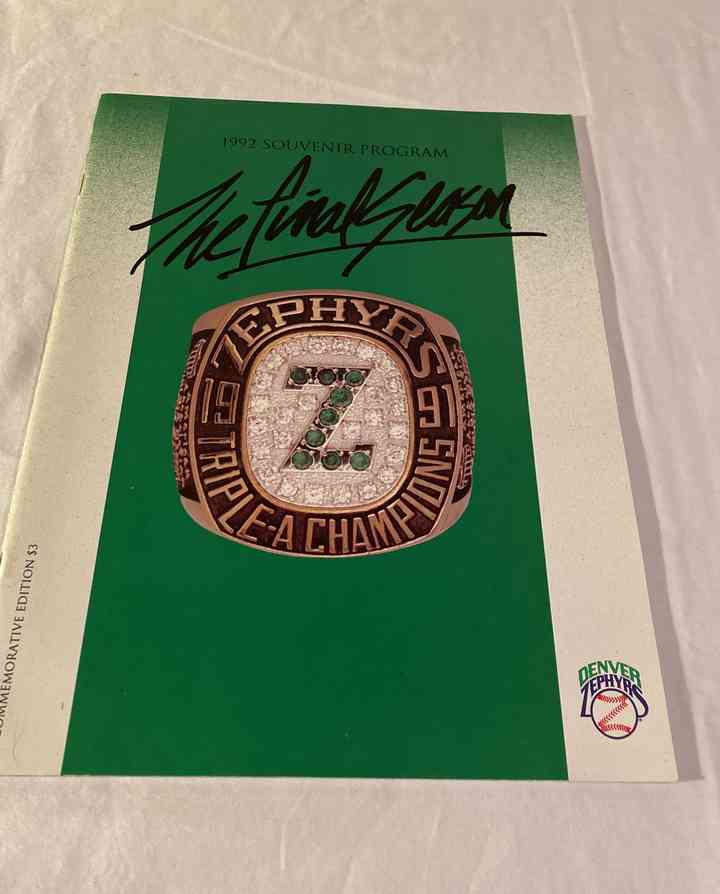 1992 SOUVENIR PROGRAM
The Final Season
ZEPHYRS
19 91
Z
TRIPLE-A CHAMPIONS
COMMEMORATIVE EDITION $3
DENVER
ZEPHYRS